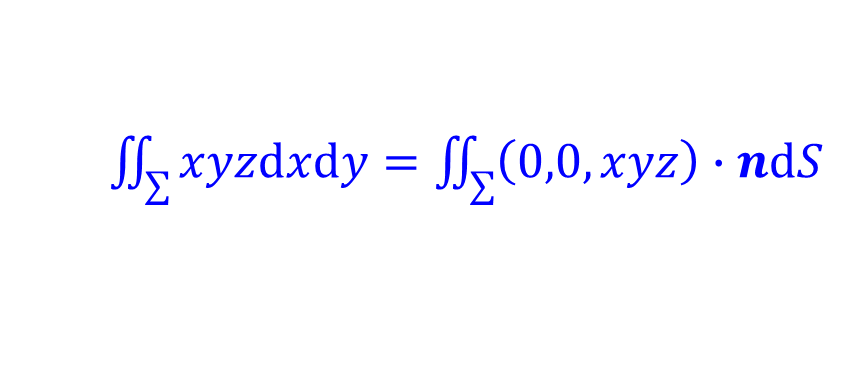 ∬_Σ xyzdxdy = ∬_Σ(0,0, xyz) · 𝒏dS